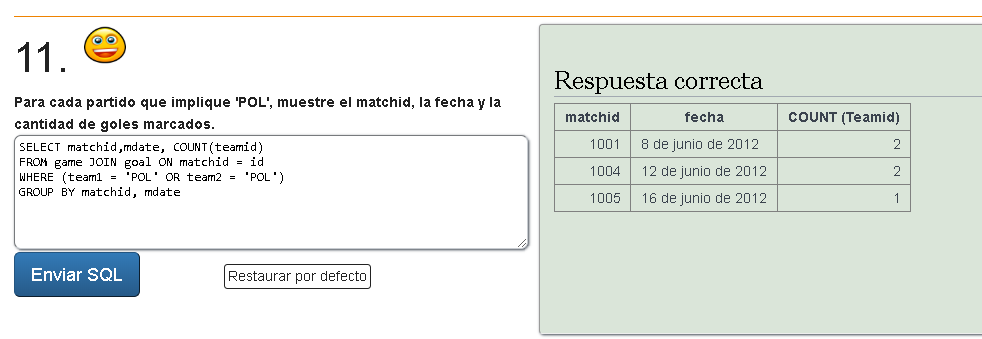 11.
Para cada partido que implique 'POL', muestre el matchid, la fecha y la
cantidad de goles marcados.
SELECT matchid,mdate, COUNT(teamid)
FROM game JOIN goal ON matchid = id
WHERE (team1 = 'POL' OR team2 = 'POL')
GROUP BY matchid, mdate
Enviar SQL
Restaurar por defecto
Respuesta correcta
matchid fecha COUNT (Teamid)
1001 8 de junio de 2012 2
1004 12 de junio de 2012 2
1005 16 de junio de 2012 1